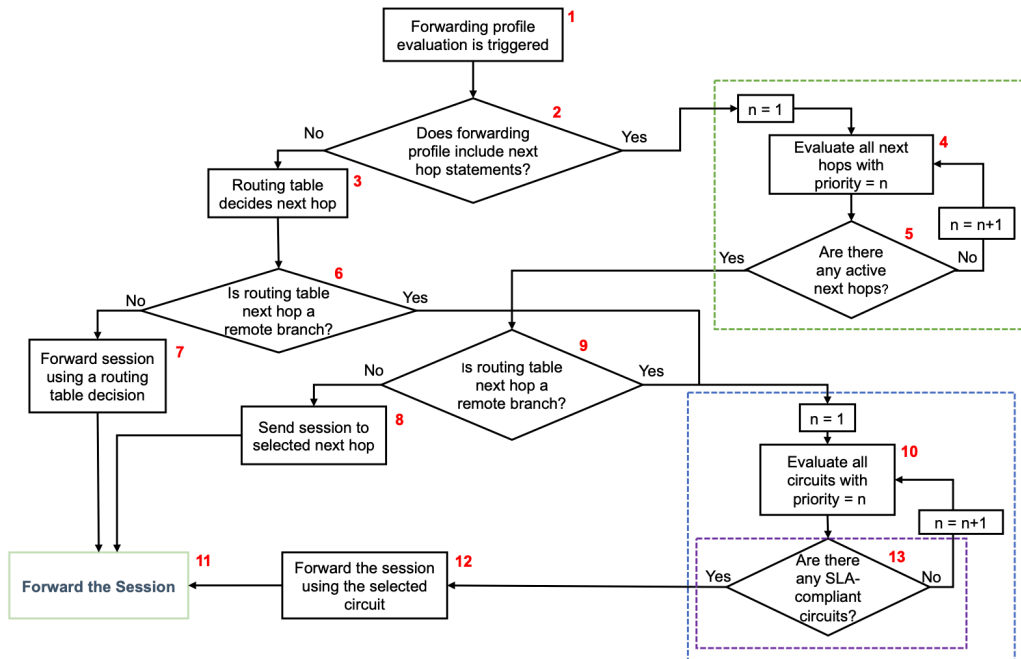 1
Forwarding profile
evaluation is triggered
2
Does forwarding
profile include next
hop statements?
No
Yes
n = 1
3
Routing table
decides next hop
4
Evaluate all next
hops with
priority = n
n = n+1
5
Are there
any active
next hops?
Yes
No
6
Is routing table
next hop a
remote branch?
No
Yes
7
Forward session
using a routing
table decision
9
Is routing table
next hop a
remote branch?
No
Yes
8
Send session to
selected next hop
n = 1
10
Evaluate all
circuits with
priority = n
n = n+1
13
Are there
any SLA-
compliant
circuits?
Yes
No
12
Forward the session
using the selected
circuit
11
Forward the Session